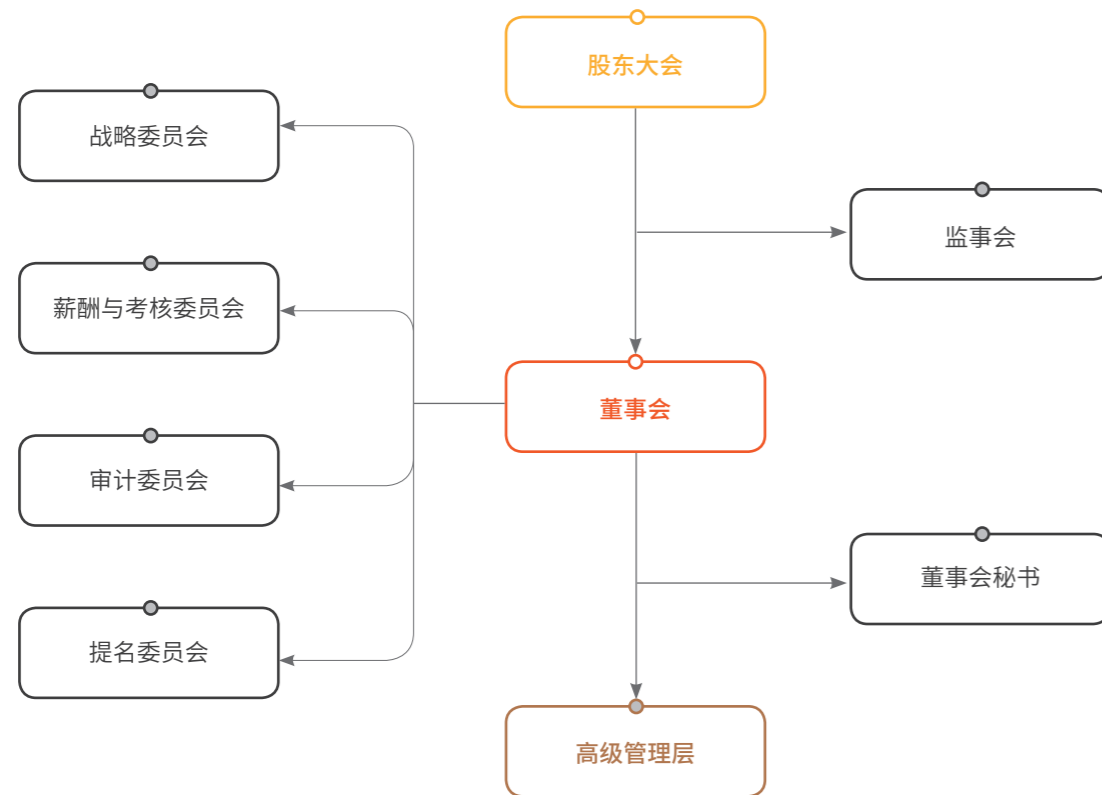 股东大会
战略委员会
监事会
薪酬与考核委员会
董事会
审计委员会
董事会秘书
提名委员会
高级管理层